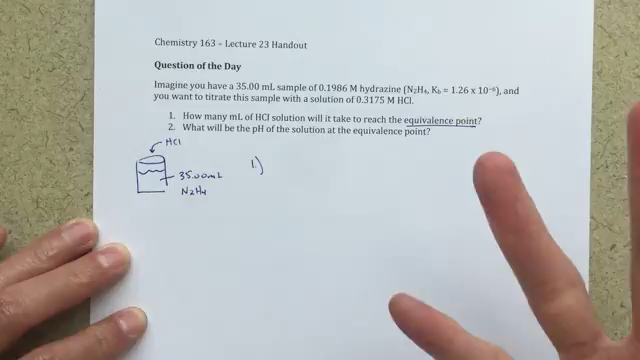 Chemistry 163 – Lecture 23 Handout
Question of the Day
Imagine you have a 35.00 mL sample of 0.1986 M hydrazine (N₂H₄, Kb = 1.26 x 10⁻⁶), and
you want to titrate this sample with a solution of 0.3175 M HCl.
1. How many mL of HCl solution will it take to reach the equivalence point?
2. What will be the pH of the solution at the equivalence point?
HCl
1.)
35.00mL
N₂H₄